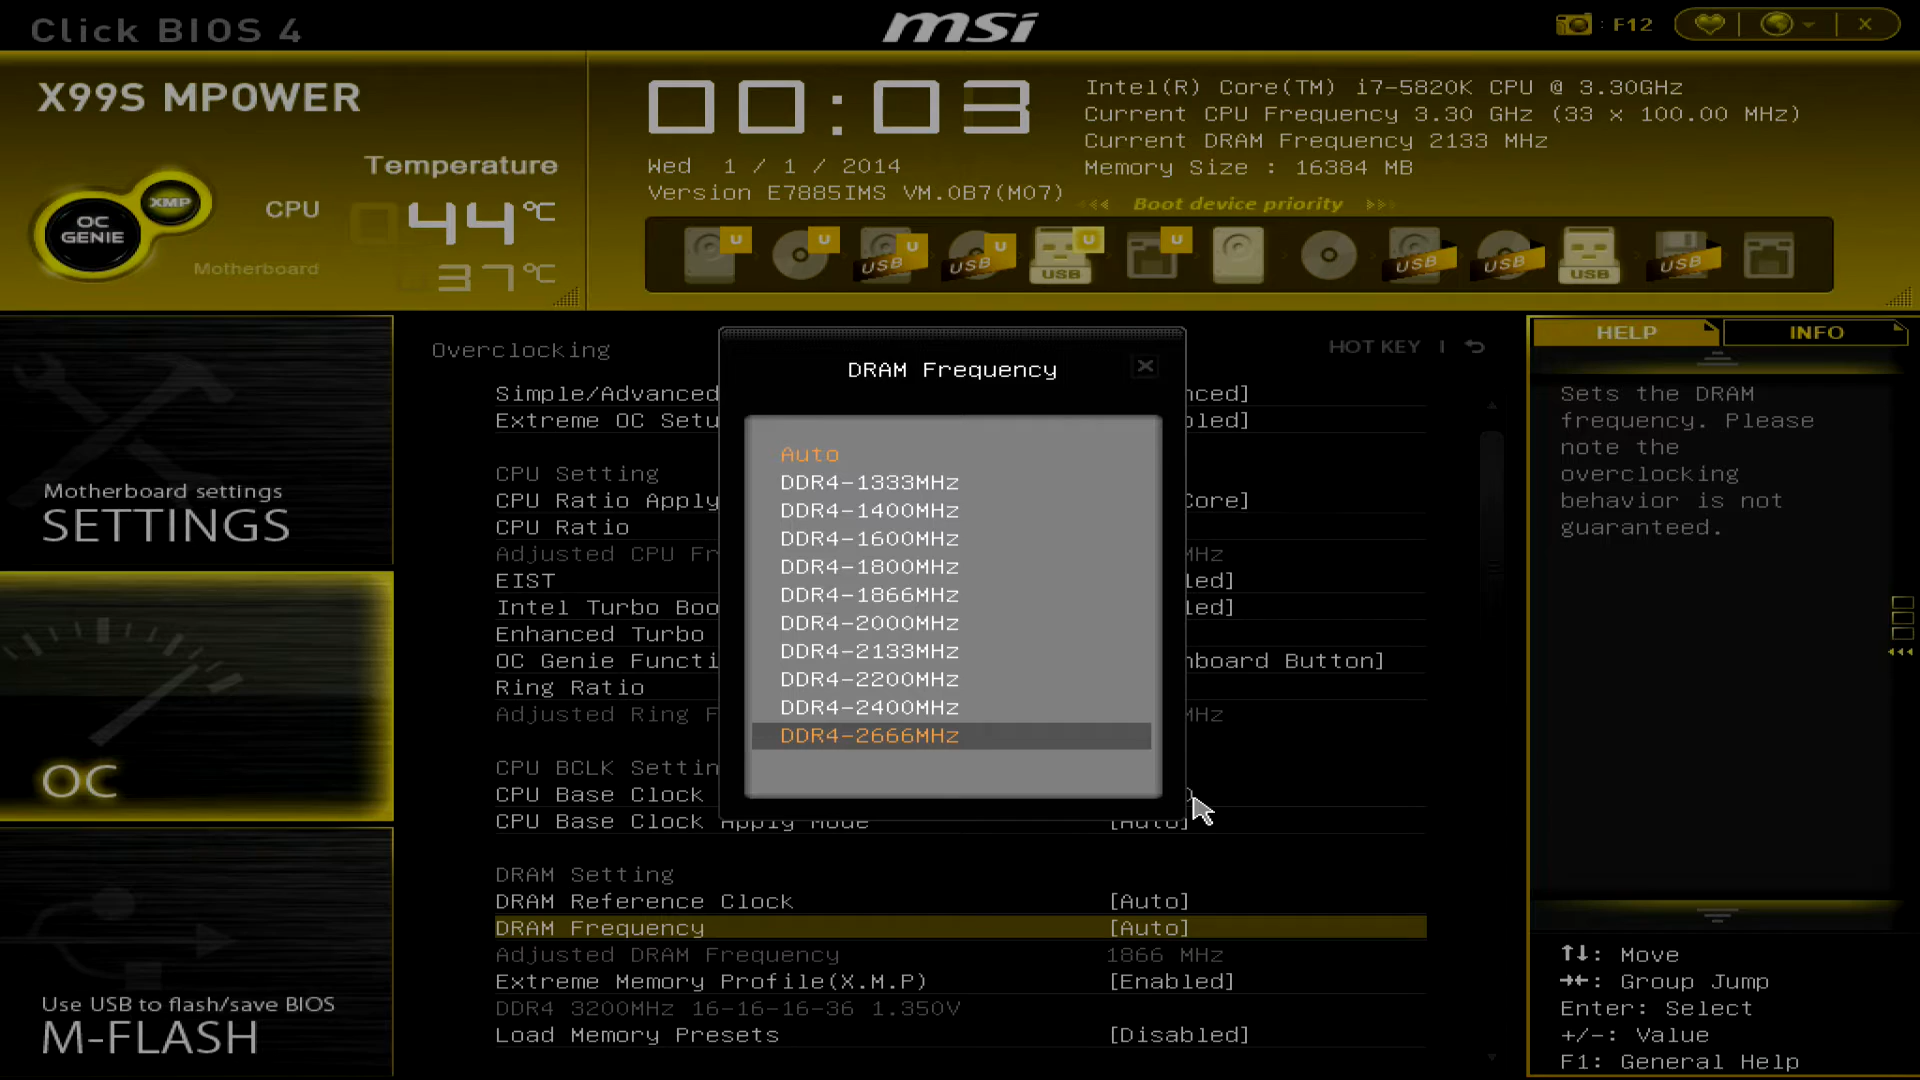 Click BIOS 4
msi
: F12
X99S MPOWER
OC
GENIE
XMP
Temperature
CPU
44°C
Motherboard
37°C
00:03
Wed 1 / 1 / 2014
Version E7885IMS VM.0B7(M07)
Intel(R) Core(TM) i7-5820K CPU @ 3.30GHz
Current CPU Frequency 3.30 GHz (33 x 100.00 MHz)
Current DRAM Frequency 2133 MHz
Memory Size : 16384 MB
Boot device priority
U U U U U U
USB USB USB USB USB USB USB
Motherboard settings
SETTINGS
OC
Use USB to flash/save BIOS
M-FLASH
Overclocking
HOT KEY
Simple/Advanced
nced]
Extreme OC Setu
bled]
CPU Setting
CPU Ratio Apply
Core]
CPU Ratio
Adjusted CPU Fr
MHz
EIST
led]
Intel Turbo Boo
led]
Enhanced Turbo
OC Genie Functi
nboard Button]
Ring Ratio
Adjusted Ring F
MHz
CPU BCLK Settin
CPU Base Clock
CPU Base Clock Apply Mode [Auto]
DRAM Setting
DRAM Reference Clock [Auto]
DRAM Frequency [Auto]
Adjusted DRAM Frequency 1866 MHz
Extreme Memory Profile(X.M.P) [Enabled]
DDR4 3200MHz 16-16-16-36 1.350V
Load Memory Presets [Disabled]
DRAM Frequency
Auto
DDR4-1333MHz
DDR4-1400MHz
DDR4-1600MHz
DDR4-1800MHz
DDR4-1866MHz
DDR4-2000MHz
DDR4-2133MHz
DDR4-2200MHz
DDR4-2400MHz
DDR4-2666MHz
HELP
INFO
Sets the DRAM
frequency. Please
note the
overclocking
behavior is not
guaranteed.
↑↓: Move
→←: Group Jump
Enter: Select
+/-: Value
F1: General Help